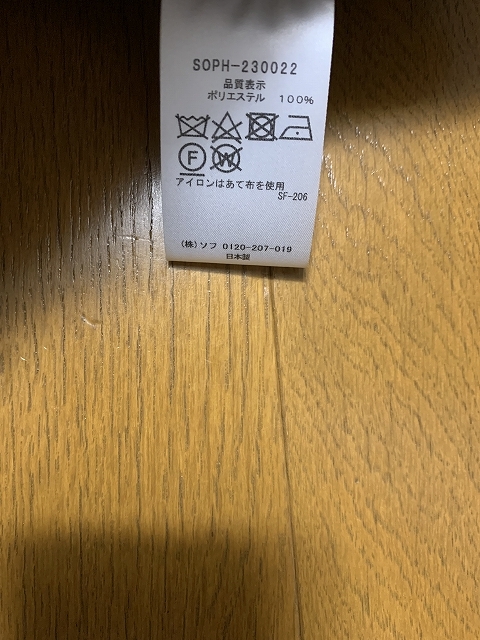 SOPH-230022
品質表示
ポリエステル 100%
F W
アイロンはあて布を使用
SF-206
(株)ソフ 0120-207-019
日本製